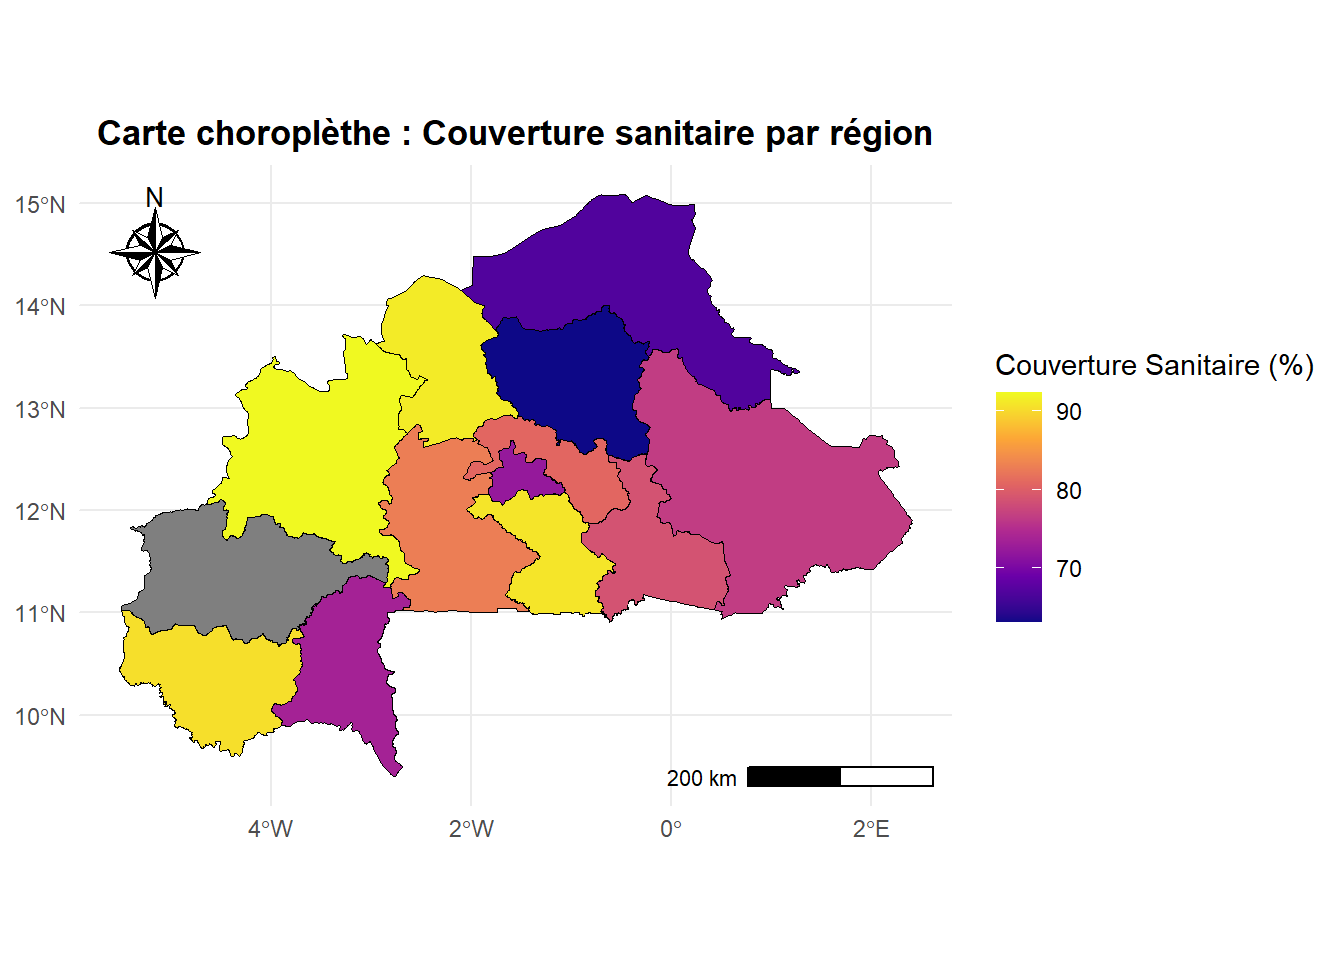 Carte choroplèthe : Couverture sanitaire par région
N
15°N
14°N
13°N
12°N
11°N
10°N
4°W
2°W
0°
2°E
200 km
Couverture Sanitaire (%)
90
80
70